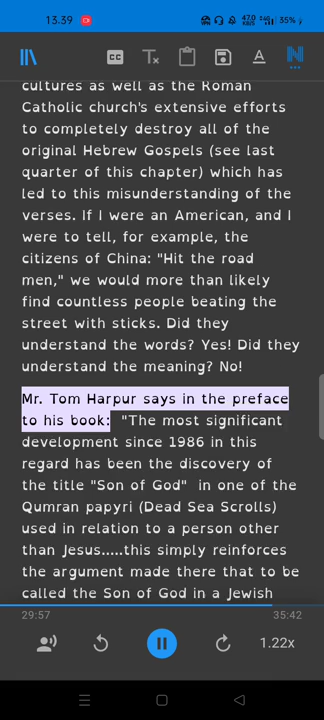 13.39
47.0 KB/S
35%
CC
cultures as well as the Roman
Catholic church's extensive efforts
to completely destroy all of the
original Hebrew Gospels (see last
quarter of this chapter) which has
led to this misunderstanding of the
verses. If I were an American, and I
were to tell, for example, the
citizens of China: "Hit the road
men," we would more than likely
find countless people beating the
street with sticks. Did they
understand the words? Yes! Did they
understand the meaning? No!
Mr. Tom Harpur says in the preface
to his book:  "The most significant
development since 1986 in this
regard has been the discovery of
the title "Son of God"  in one of the
Qumran papyri (Dead Sea Scrolls)
used in relation to a person other
than Jesus.....this simply reinforces
the argument made there that to be
called the Son of God in a Jewish
29:57
35:42
1.22x